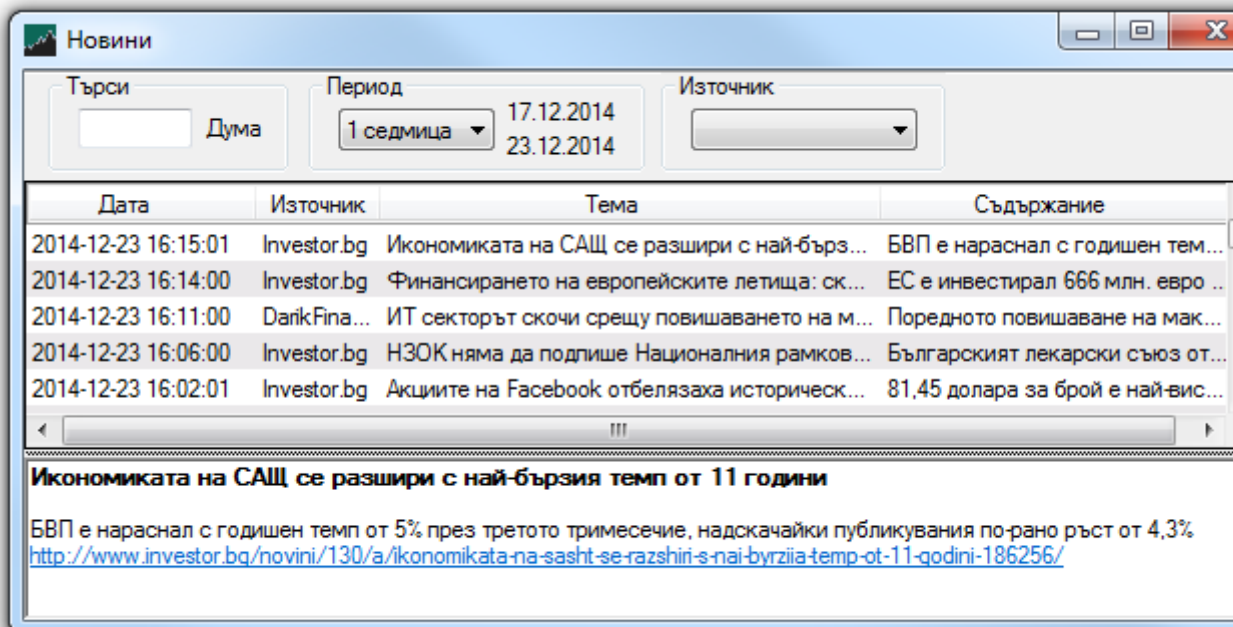 Новини
Търси Период Източник
Дума 1 седмица 17.12.2014
23.12.2014
Дата Източник Тема Съдържание
2014-12-23 16:15:01 Investor.bg Икономиката на САЩ се разшири с най-бърз... БВП е нараснал с годишен тем...
2014-12-23 16:14:00 Investor.bg Финансирането на европейските летища: ск... ЕС е инвестирал 666 млн. евро ...
2014-12-23 16:11:00 DarikFina... ИТ секторът скочи срещу повишаването на м... Поредното повишаване на мак...
2014-12-23 16:06:00 Investor.bg НЗОК няма да подпише Националния рамков... Българският лекарски съюз от...
2014-12-23 16:02:01 Investor.bg Акциите на Facebook отбелязаха историческ... 81,45 долара за брой е най-вис...
Икономиката на САЩ се разшири с най-бързия темп от 11 години
БВП е нараснал с годишен темп от 5% през третото тримесечие, надскачайки публикувания по-рано ръст от 4,3%
http://www.investor.bg/novini/130/a/ikonomikata-na-sasht-se-razshiri-s-nai-byrziia-temp-ot-11-godini-186256/